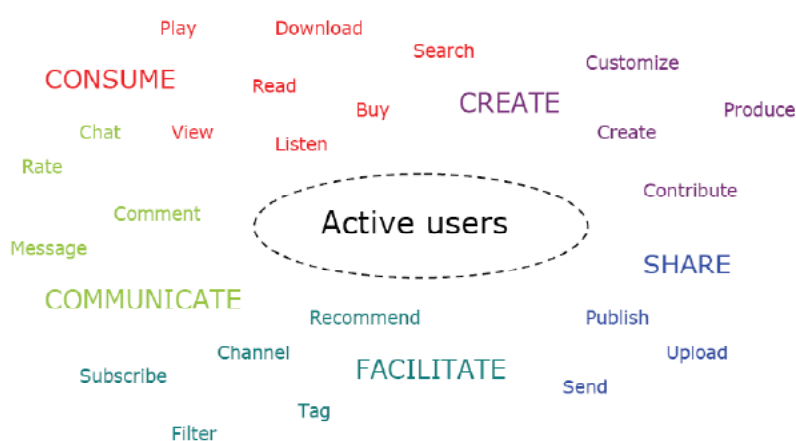 Play
Download
Search
Customize
CONSUME
Read
CREATE
Buy
Produce
Chat
View
Listen
Create
Rate
Contribute
Comment
Active users
Message
SHARE
COMMUNICATE
Recommend
Publish
Channel
Upload
Subscribe
FACILITATE
Send
Tag
Filter